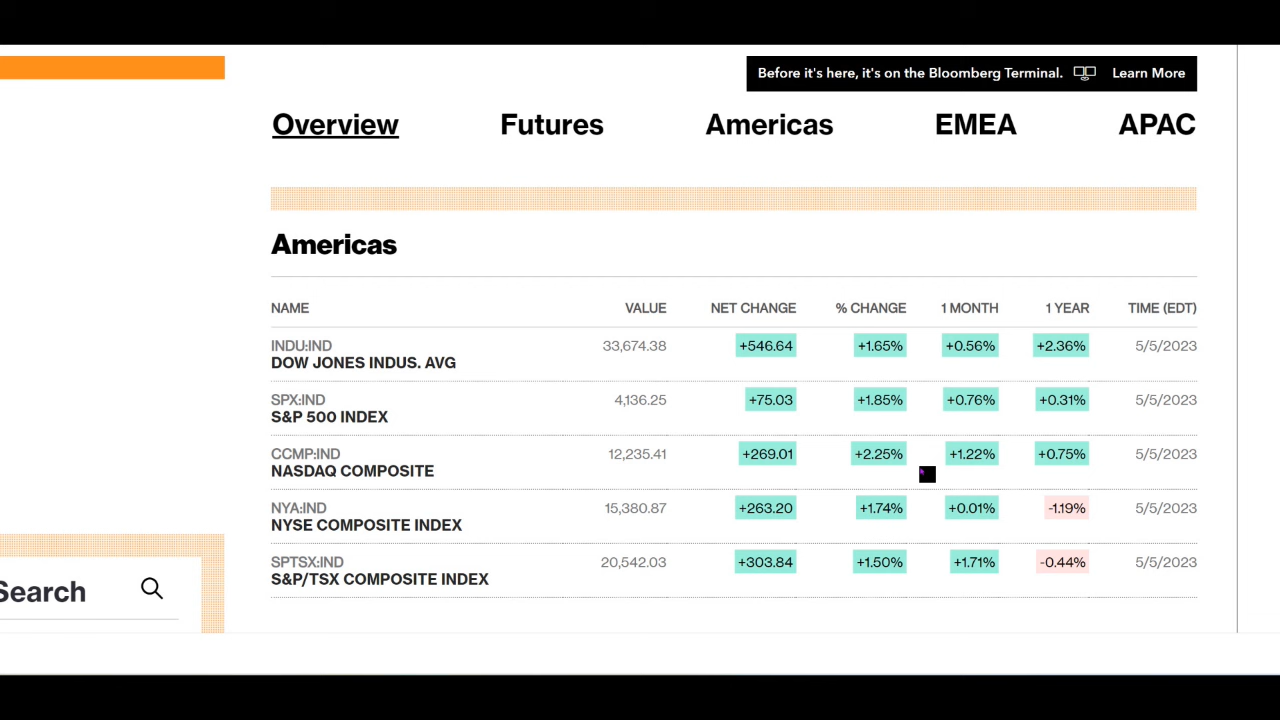 Before it's here, it's on the Bloomberg Terminal. Learn More
Overview Futures Americas EMEA APAC
Americas
NAME VALUE NET CHANGE % CHANGE 1 MONTH 1 YEAR TIME (EDT)
INDU:IND 33,674.38 +546.64 +1.65% +0.56% +2.36% 5/5/2023
DOW JONES INDUS. AVG
SPX:IND 4,136.25 +75.03 +1.85% +0.76% +0.31% 5/5/2023
S&P 500 INDEX
CCMP:IND 12,235.41 +269.01 +2.25% +1.22% +0.75% 5/5/2023
NASDAQ COMPOSITE
NYA:IND 15,380.87 +263.20 +1.74% +0.01% -1.19% 5/5/2023
NYSE COMPOSITE INDEX
SPTSX:IND 20,542.03 +303.84 +1.50% +1.71% -0.44% 5/5/2023
S&P/TSX COMPOSITE INDEX
Search